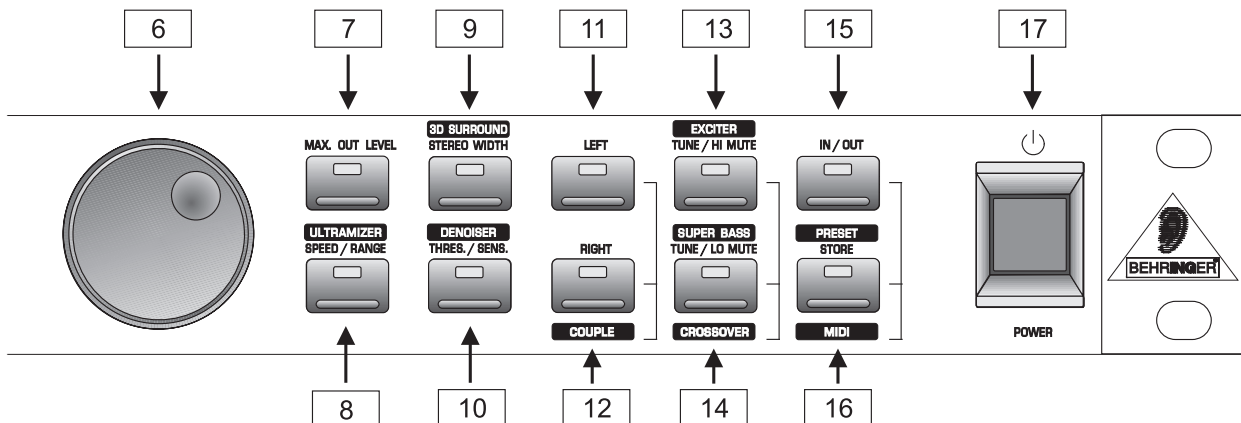 6 7 9 11 13 15 17
3D SURROUND EXCITER
MAX. OUT LEVEL STEREO WIDTH LEFT TUNE / HI MUTE IN / OUT
ULTRAMIZER DENOISER SUPER BASS PRESET
SPEED / RANGE THRES. / SENS. RIGHT TUNE / LO MUTE STORE
BEHRINGER
COUPLE CROSSOVER MIDI POWER
8 10 12 14 16